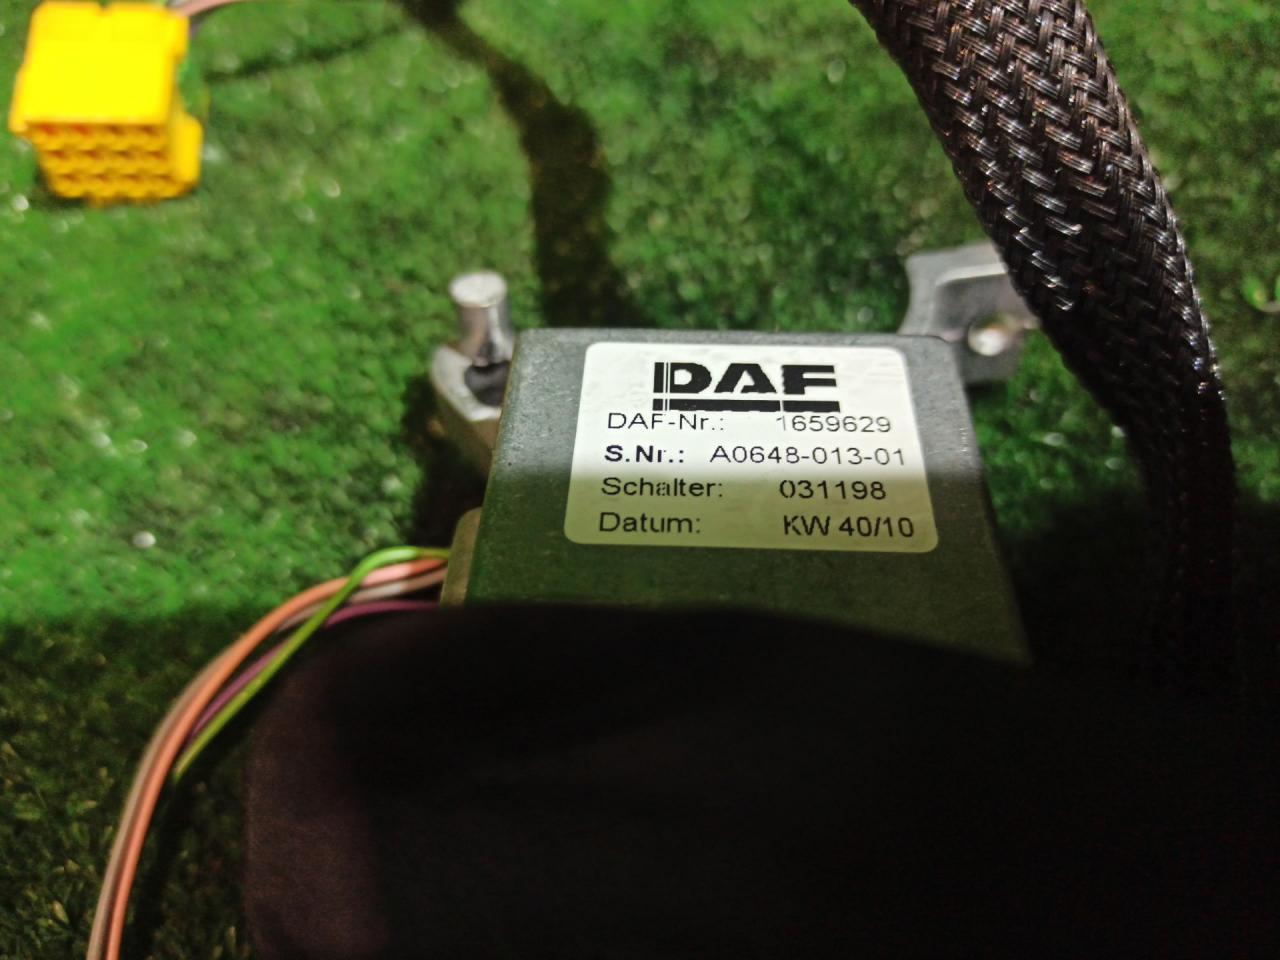 DAF
DAF-Nr.: 1659629
S.Nr.: A0648-013-01
Schalter: 031198
Datum: KW 40/10